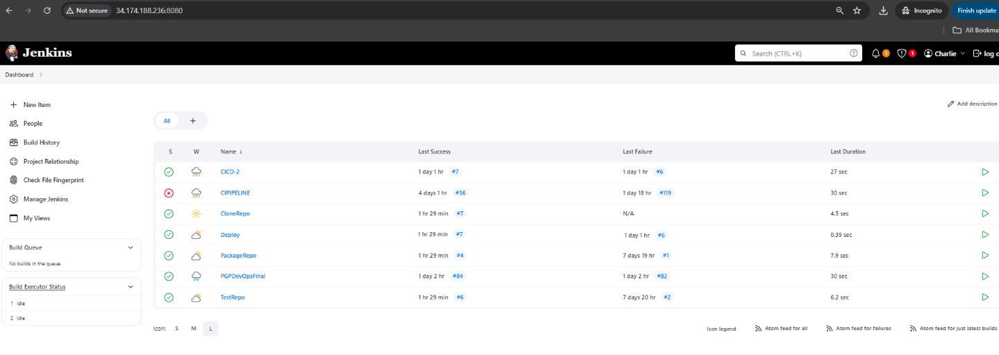 Not secure 34.174.188.236:8080 Incognito Finish update
All Bookma
Jenkins Search (CTRL+K) 1 1 Charlie log o
Dashboard
New Item
People
Build History
Project Relationship
Check File Fingerprint
Manage Jenkins
My Views
Build Queue
No builds in the queue.
Build Executor Status
1 Idle
2 Idle
Add description
All +
S W Name ↓ Last Success Last Failure Last Duration
CICD-2 1 day 1 hr #7 1 day 1 hr #6 27 sec
CIPIPELINE 4 days 1 hr #56 1 day 18 hr #119 30 sec
CloneRepo 1 hr 29 min #7 N/A 4.5 sec
Deploy 1 hr 29 min #7 1 day 1 hr #6 0.39 sec
PackageRepo 1 hr 29 min #4 7 days 19 hr #1 7.9 sec
PGPDevOpsFinal 1 day 2 hr #84 1 day 2 hr #82 30 sec
TestRepo 1 hr 29 min #6 7 days 20 hr #2 6.2 sec
Icon: S M L Icon legend Atom feed for all Atom feed for failures Atom feed for just latest builds